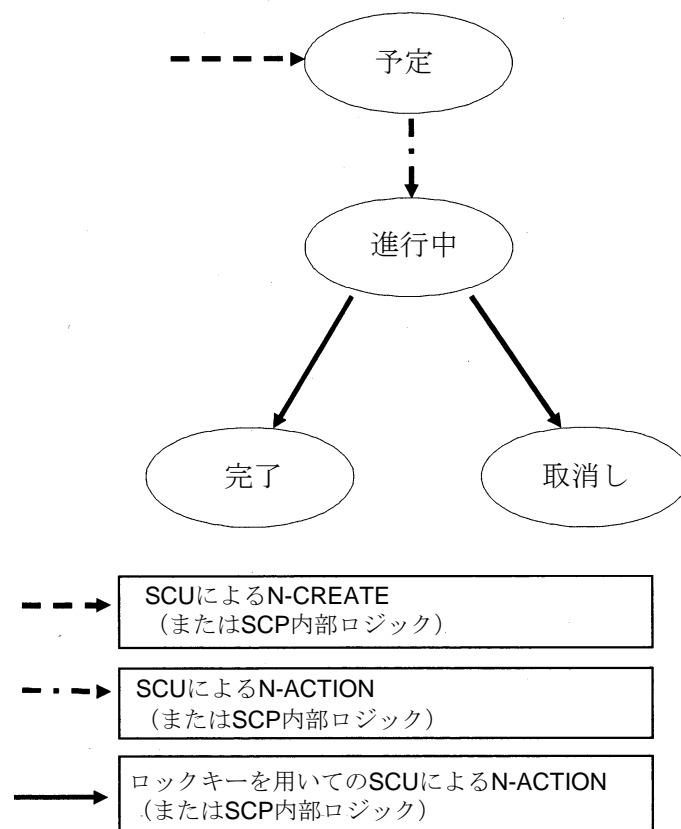 予定
進行中
完了
取消し
SCUによるN-CREATE
（またはSCP内部ロジック）
SCUによるN-ACTION
（またはSCP内部ロジック）
ロックキーを用いてのSCUによるN-ACTION
（またはSCP内部ロジック）